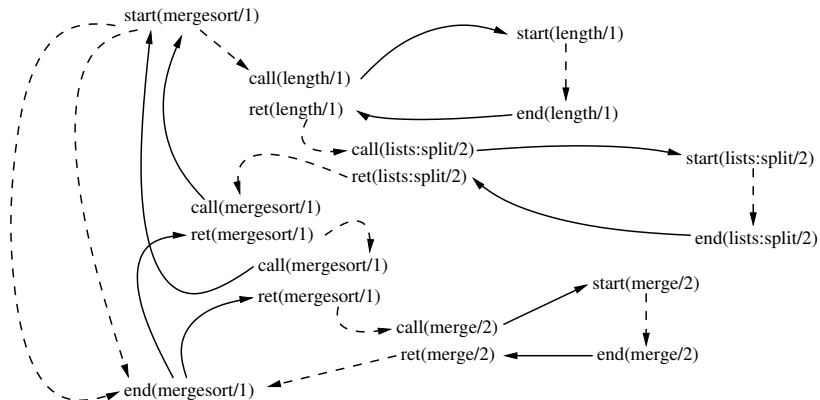 start(mergesort/1)
start(length/1)
call(length/1)
ret(length/1)
end(length/1)
call(lists:split/2)
start(lists:split/2)
ret(lists:split/2)
call(mergesort/1)
ret(mergesort/1)
end(lists:split/2)
call(mergesort/1)
start(merge/2)
ret(mergesort/1)
call(merge/2)
ret(merge/2)
end(merge/2)
end(mergesort/1)